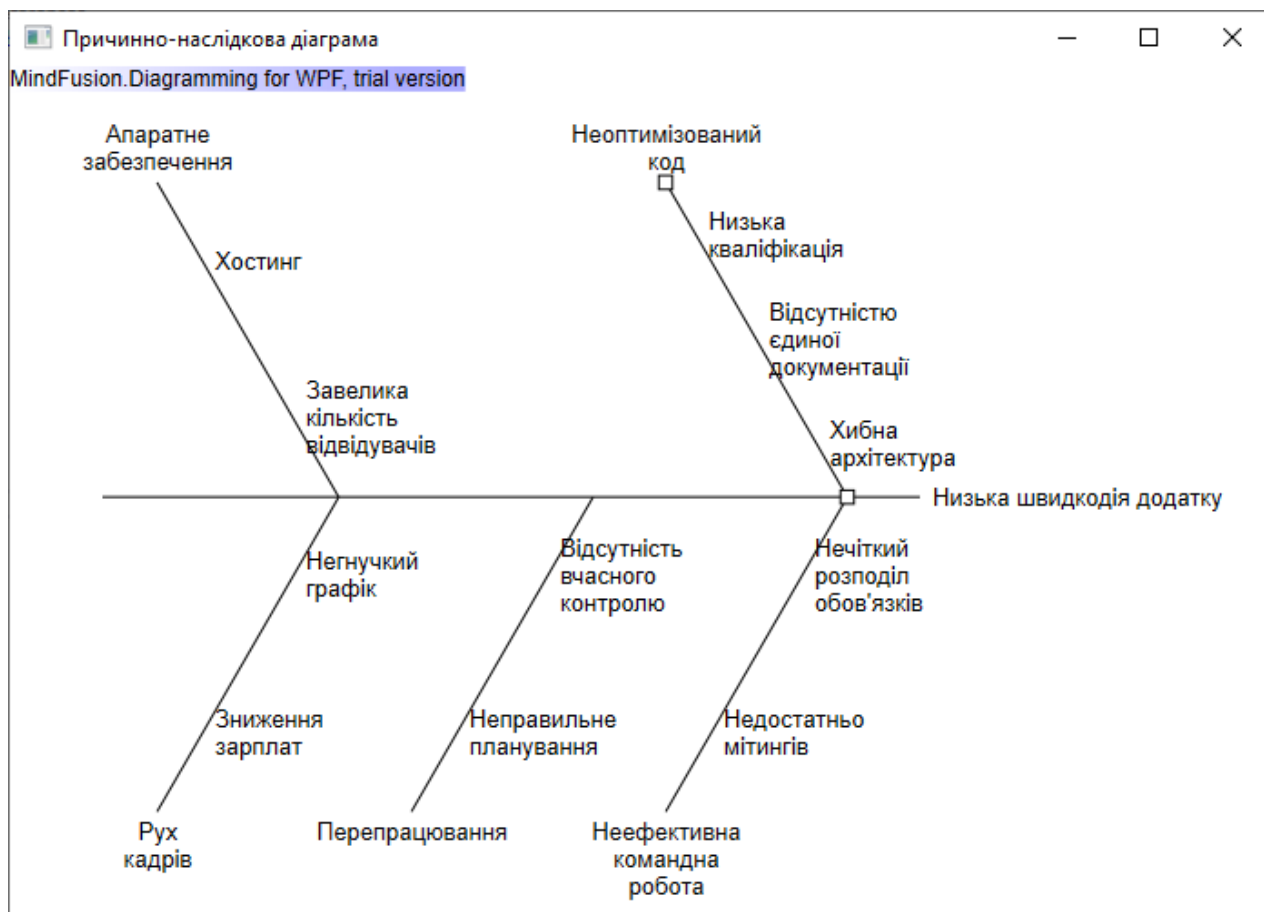 Причинно-наслідкова діаграма
MindFusion.Diagramming for WPF, trial version
Апаратне
забезпечення
Неоптимізований
код
Хостинг
Низька
кваліфікація
Відсутністю
єдиної
документації
Завелика
кількість
відвідувачів
Хибна
архітектура
Низька швидкодія додатку
Негнучкий
графік
Відсутність
вчасного
контролю
Нечіткий
розподіл
обов'язків
Зниження
зарплат
Неправильне
планування
Недостатньо
мітингів
Рух
кадрів
Перепрацювання
Неефективна
командна
робота